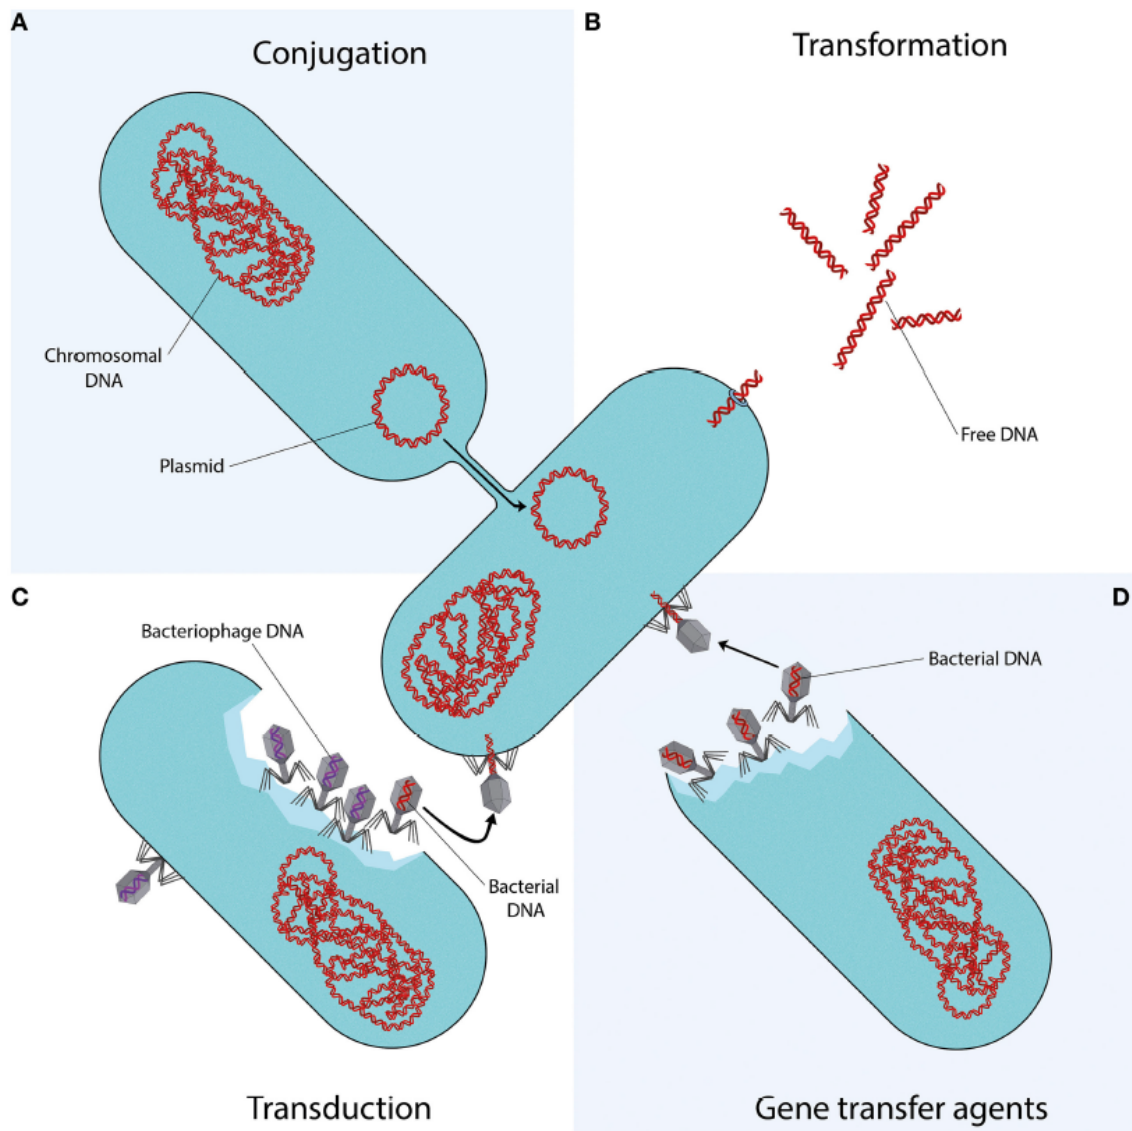 A
Conjugation
Chromosomal
DNA
Plasmid
B
Transformation
Free DNA
C
Bacteriophage DNA
Bacterial
DNA
Transduction
D
Bacterial DNA
Gene transfer agents